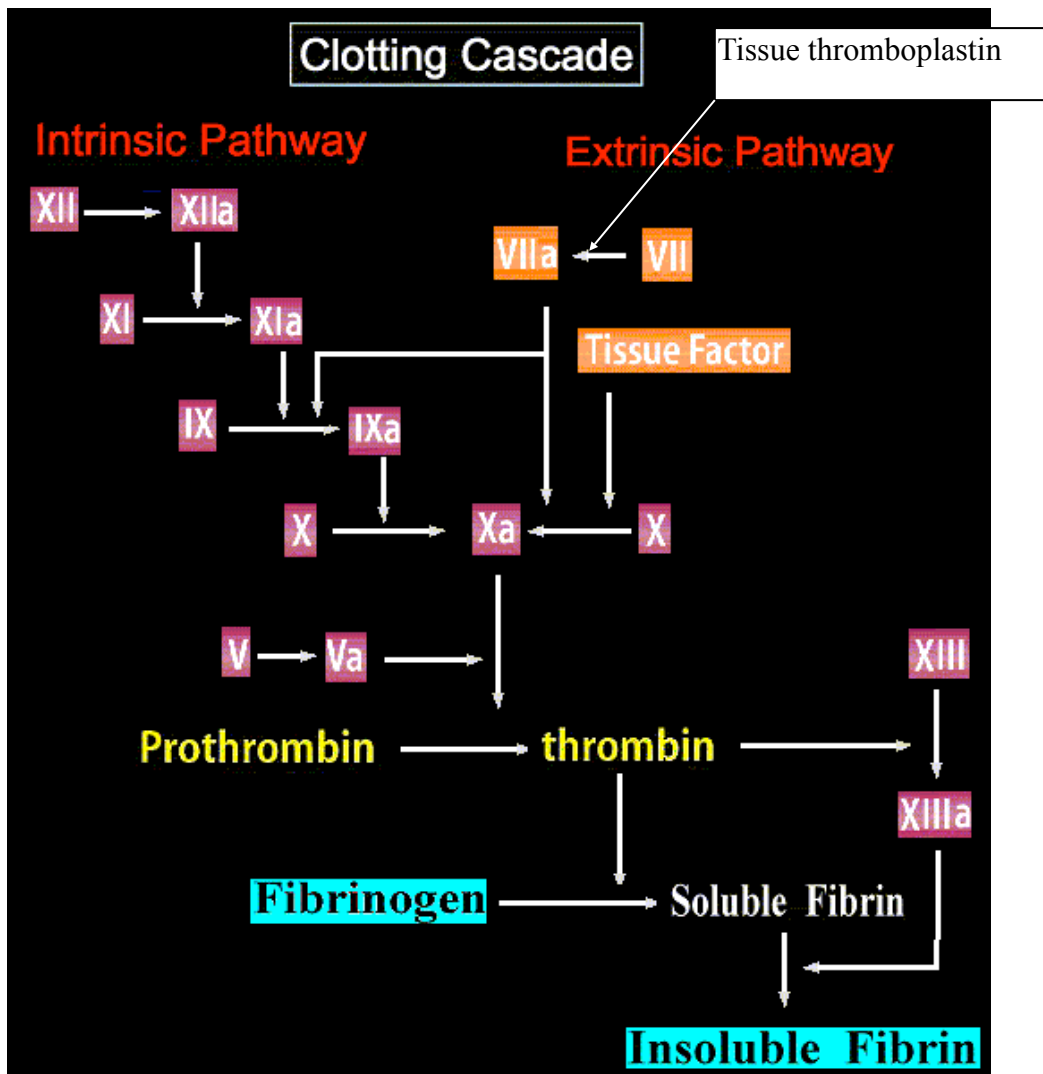 Clotting Cascade
Tissue thromboplastin
Intrinsic Pathway
Extrinsic Pathway
XII
XIIa
VIIa
VII
XI
XIa
Tissue Factor
IX
IXa
X
Xa
X
V
Va
XIII
Prothrombin
thrombin
XIIIa
Fibrinogen
Soluble Fibrin
Insoluble Fibrin